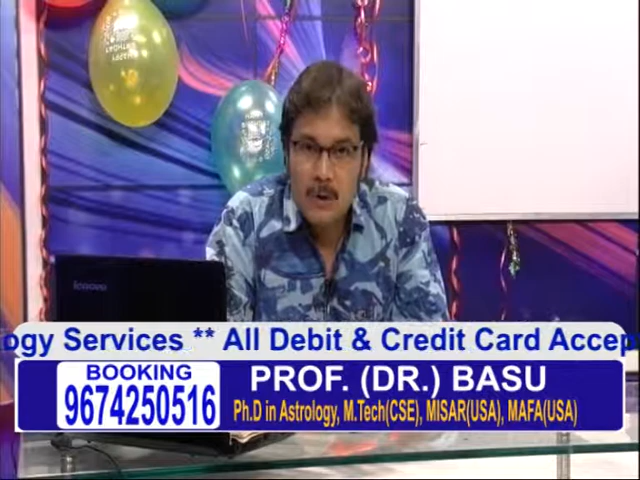 lenovo
ogy Services ** All Debit & Credit Card Accep
BOOKING
9674250516
PROF. (DR.) BASU
Ph.D in Astrology, M.Tech(CSE), MISAR(USA), MAFA(USA)